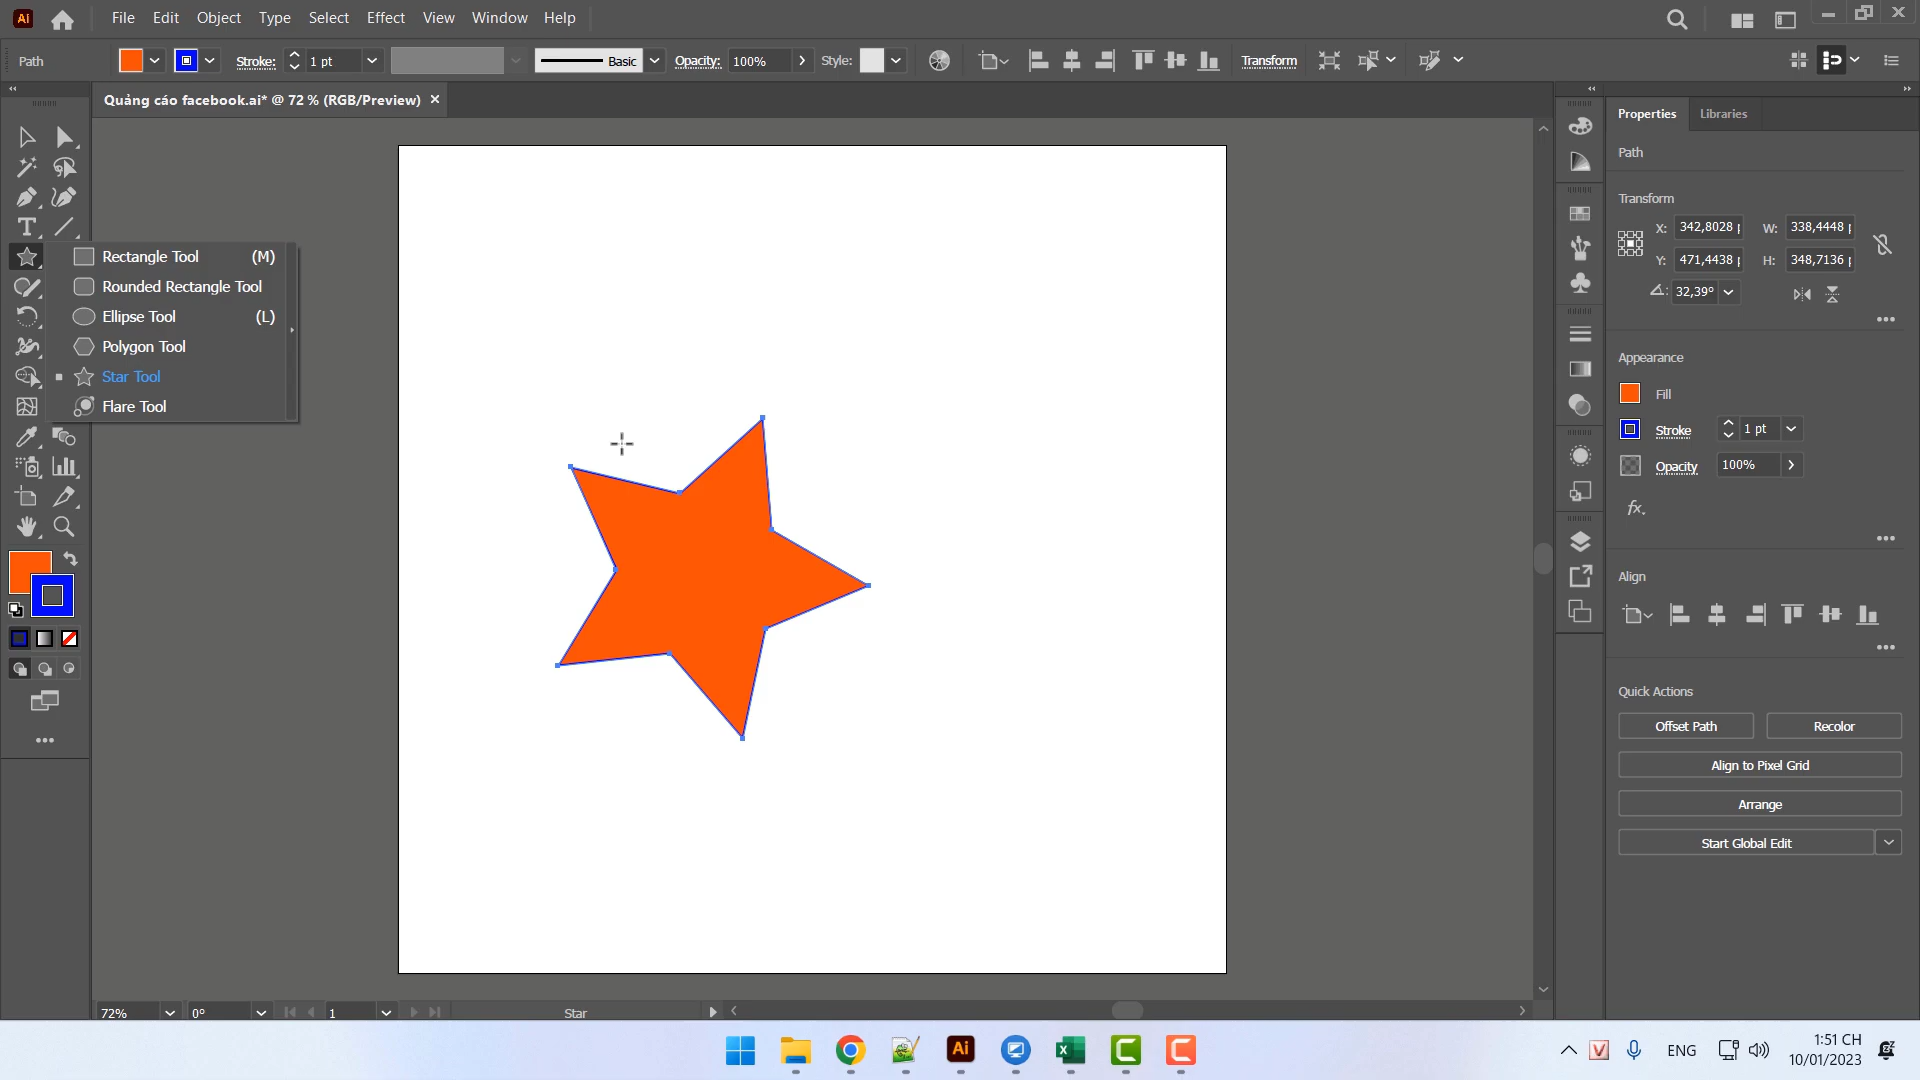 Ai File Edit Object Type Select Effect View Window Help
Path Stroke: 1 pt Basic Opacity: 100% Style: Transform
Quảng cáo facebook.ai* @ 72 % (RGB/Preview)
Rectangle Tool (M)
Rounded Rectangle Tool
Ellipse Tool (L)
Polygon Tool
Star Tool
Flare Tool
Properties Libraries
Path
Transform
X: 342,8028 W: 338,4448
Y: 471,4438 H: 348,7136
32,39°
Appearance
Fill
Stroke 1 pt
Opacity 100%
fx.
Align
Quick Actions
Offset Path Recolor
Align to Pixel Grid
Arrange
Start Global Edit
72% 0° 1 Star
Ai ENG 1:51 CH
10/01/2023